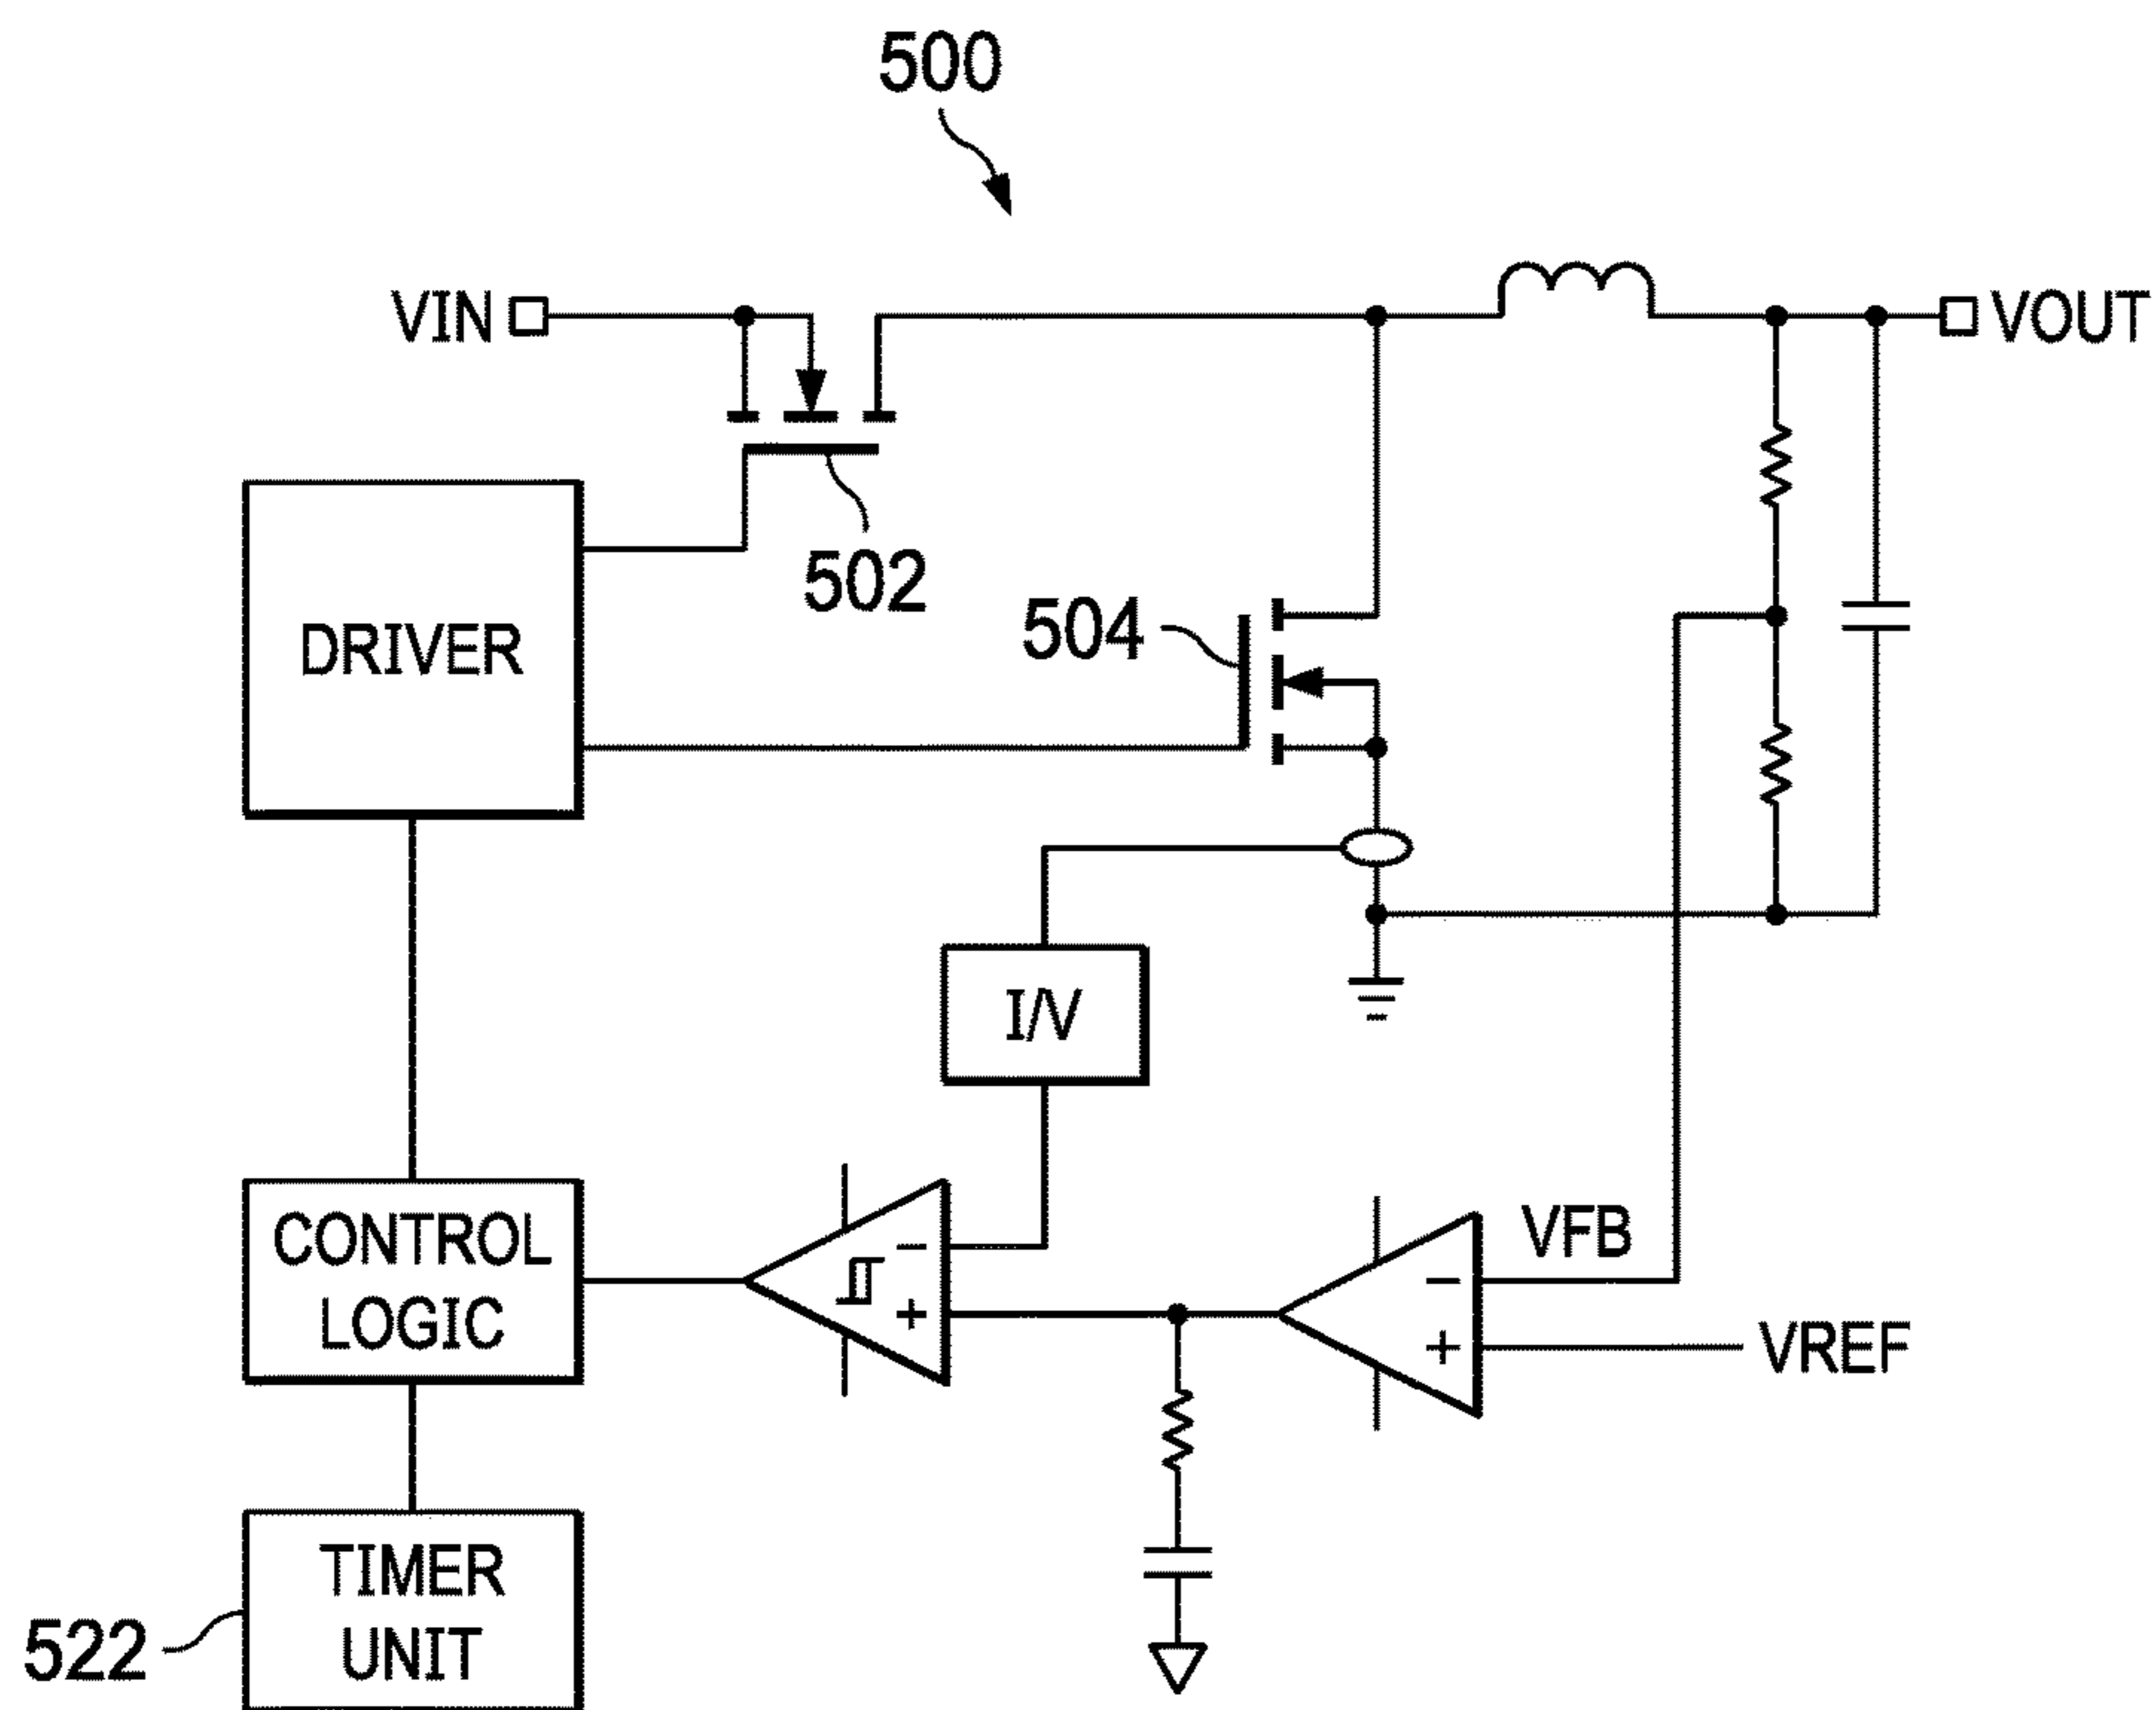 500
VIN
VOUT
502
504
DRIVER
I/V
CONTROL
LOGIC
−
+
VFB
−
+
VREF
TIMER
UNIT
522